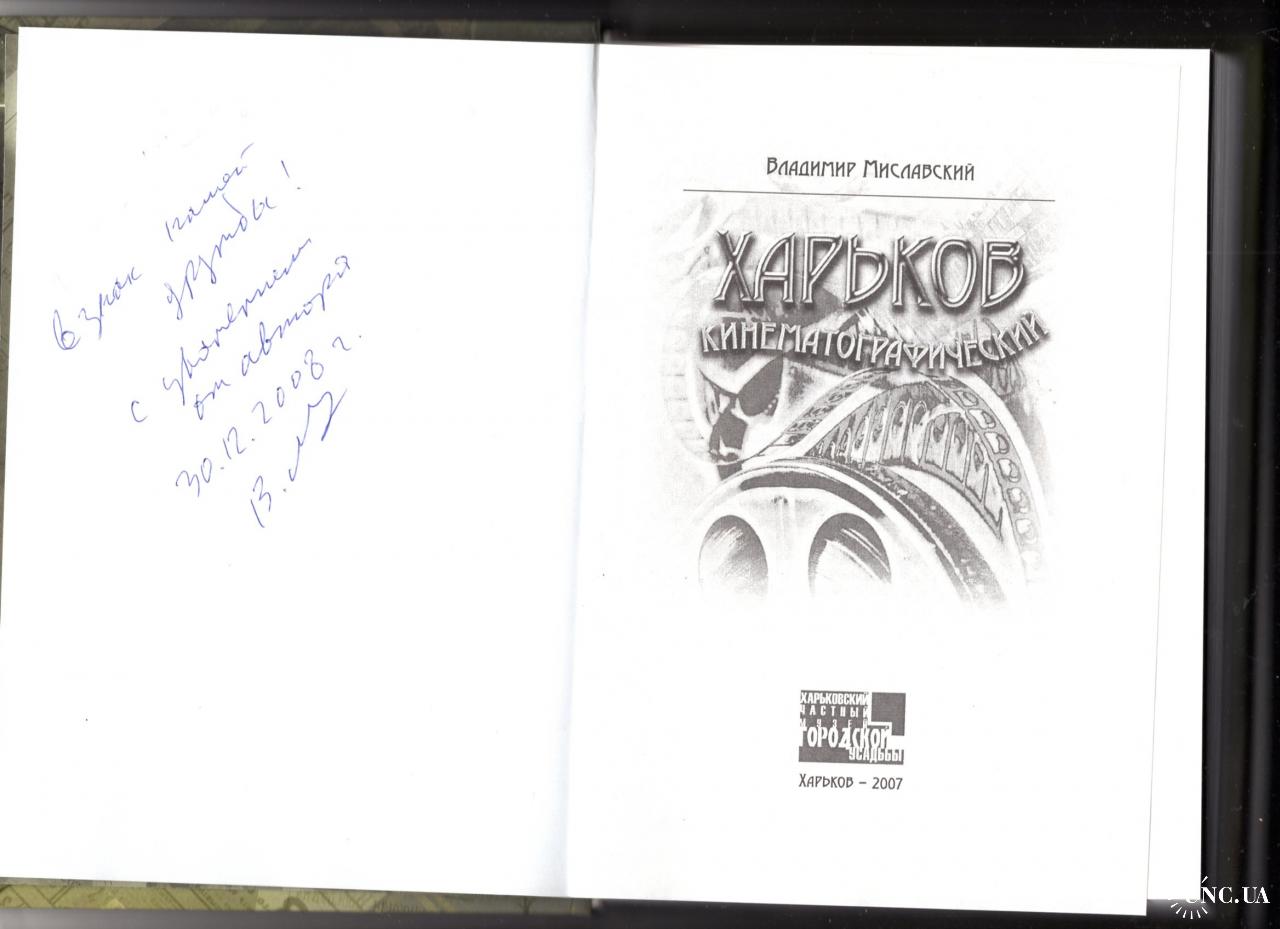 В знак нашей
дружбы!
с уважением
от автора
30.12.2008 г.
В. М
Владимир Миславский
ХАРЬКОВ
КИНЕМАТОГРАФИЧЕСКИЙ
ХАРЬКОВСКИЙ
ЧАСТНЫЙ
МУЗЕЙ
ГОРОДСКОЙ
УСАДЬБЫ
Харьков – 2007
UNC.UA